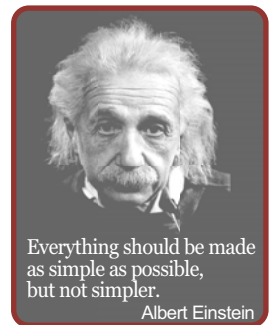 Everything should be made
as simple as possible,
but not simpler.
Albert Einstein